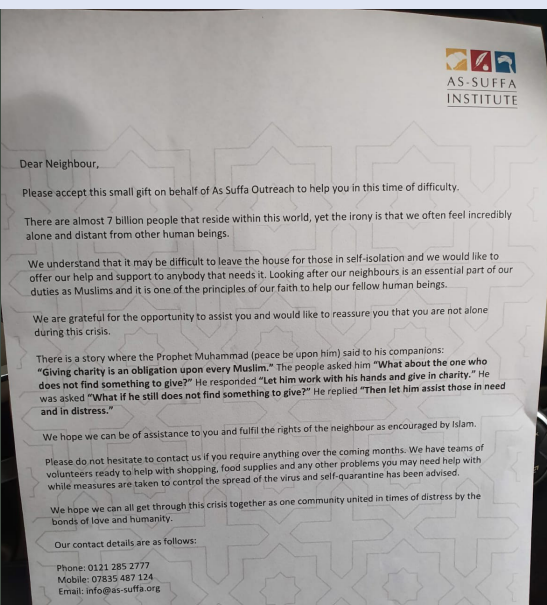 AS-SUFFA
INSTITUTE
Dear Neighbour,
Please accept this small gift on behalf of As Suffa Outreach to help you in this time of difficulty.
There are almost 7 billion people that reside within this world, yet the irony is that we often feel incredibly
alone and distant from other human beings.
We understand that it may be difficult to leave the house for those in self-isolation and we would like to
offer our help and support to anybody that needs it. Looking after our neighbours is an essential part of our
duties as Muslims and it is one of the principles of our faith to help our fellow human beings.
We are grateful for the opportunity to assist you and would like to reassure you that you are not alone
during this crisis.
There is a story where the Prophet Muhammad (peace be upon him) said to his companions:
"Giving charity is an obligation upon every Muslim." The people asked him "What about the one who
does not find something to give?" He responded "Let him work with his hands and give in charity." He
was asked "What if he still does not find something to give?" He replied "Then let him assist those in need
and in distress."
We hope we can be of assistance to you and fulfil the rights of the neighbour as encouraged by Islam.
Please do not hesitate to contact us if you require anything over the coming months. We have teams of
volunteers ready to help with shopping, food supplies and any other problems you may need help with
while measures are taken to control the spread of the virus and self-quarantine has been advised.
We hope we can all get through this crisis together as one community united in times of distress by the
bonds of love and humanity.
Our contact details are as follows:
Phone: 0121 285 2777
Mobile: 07835 487 124
Email: info@as-suffa.org